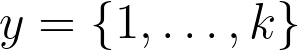 y = {1, . . . , k}